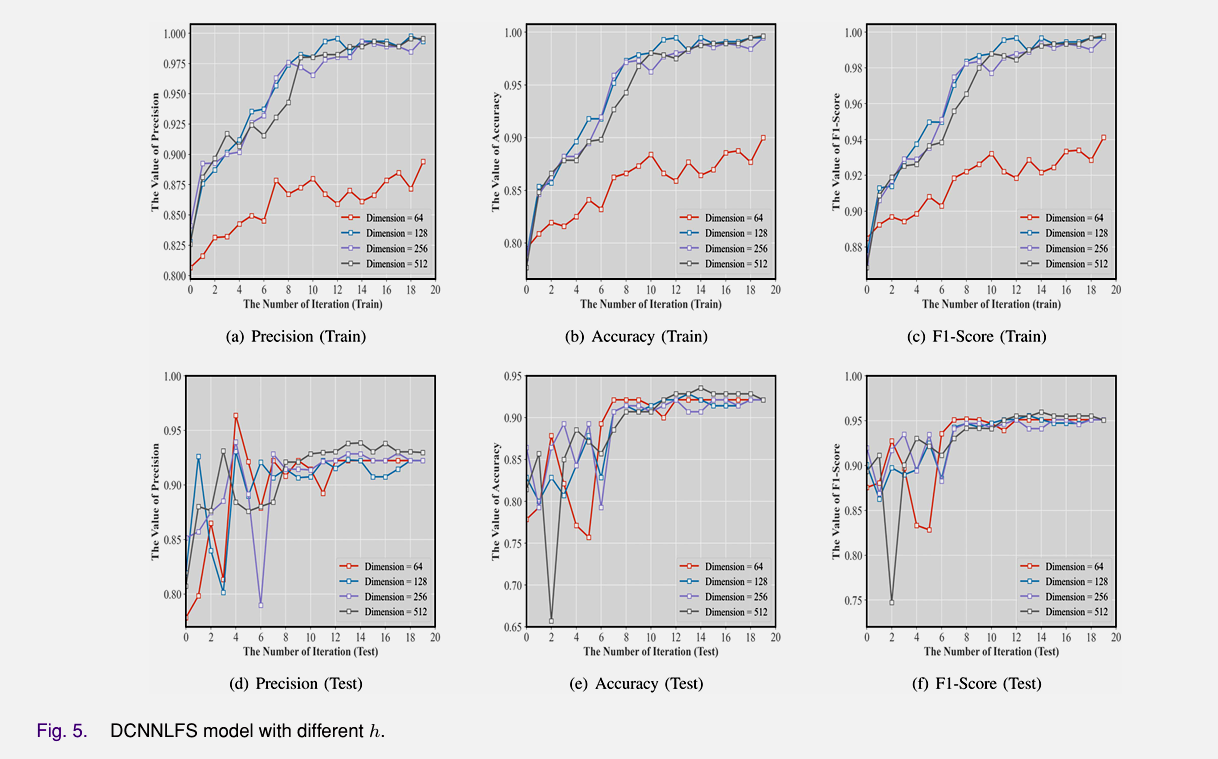 1.000
0.975
0.950
0.925
0.900
0.875
0.850
0.825
0.800
The Value of Precision
Dimension = 64
Dimension = 128
Dimension = 256
Dimension = 512
0 2 4 6 8 10 12 14 16 18 20
The Number of Iteration (Train)
(a) Precision (Train)
1.00
0.95
0.90
0.85
0.80
The Value of Accuracy
Dimension = 64
Dimension = 128
Dimension = 256
Dimension = 512
0 2 4 6 8 10 12 14 16 18 20
The Number of Iteration (Train)
(b) Accuracy (Train)
1.00
0.98
0.96
0.94
0.92
0.90
0.88
The Value of F1-Score
Dimension = 64
Dimension = 128
Dimension = 256
Dimension = 512
0 2 4 6 8 10 12 14 16 18 20
The Number of Iteration (train)
(c) F1-Score (Train)
1.00
0.95
0.90
0.85
0.80
The Value of Precision
Dimension = 64
Dimension = 128
Dimension = 256
Dimension = 512
0 2 4 6 8 10 12 14 16 18 20
The Number of Iteration (Test)
(d) Precision (Test)
0.95
0.90
0.85
0.80
0.75
0.70
0.65
The Value of Accuracy
Dimension = 64
Dimension = 128
Dimension = 256
Dimension = 512
0 2 4 6 8 10 12 14 16 18 20
The Number of Iteration (Test)
(e) Accuracy (Test)
1.00
0.95
0.90
0.85
0.80
0.75
The Value of F1-Score
Dimension = 64
Dimension = 128
Dimension = 256
Dimension = 512
0 2 4 6 8 10 12 14 16 18 20
The Number of Iteration (Test)
(f) F1-Score (Test)
Fig. 5. DCNNLFS model with different h.